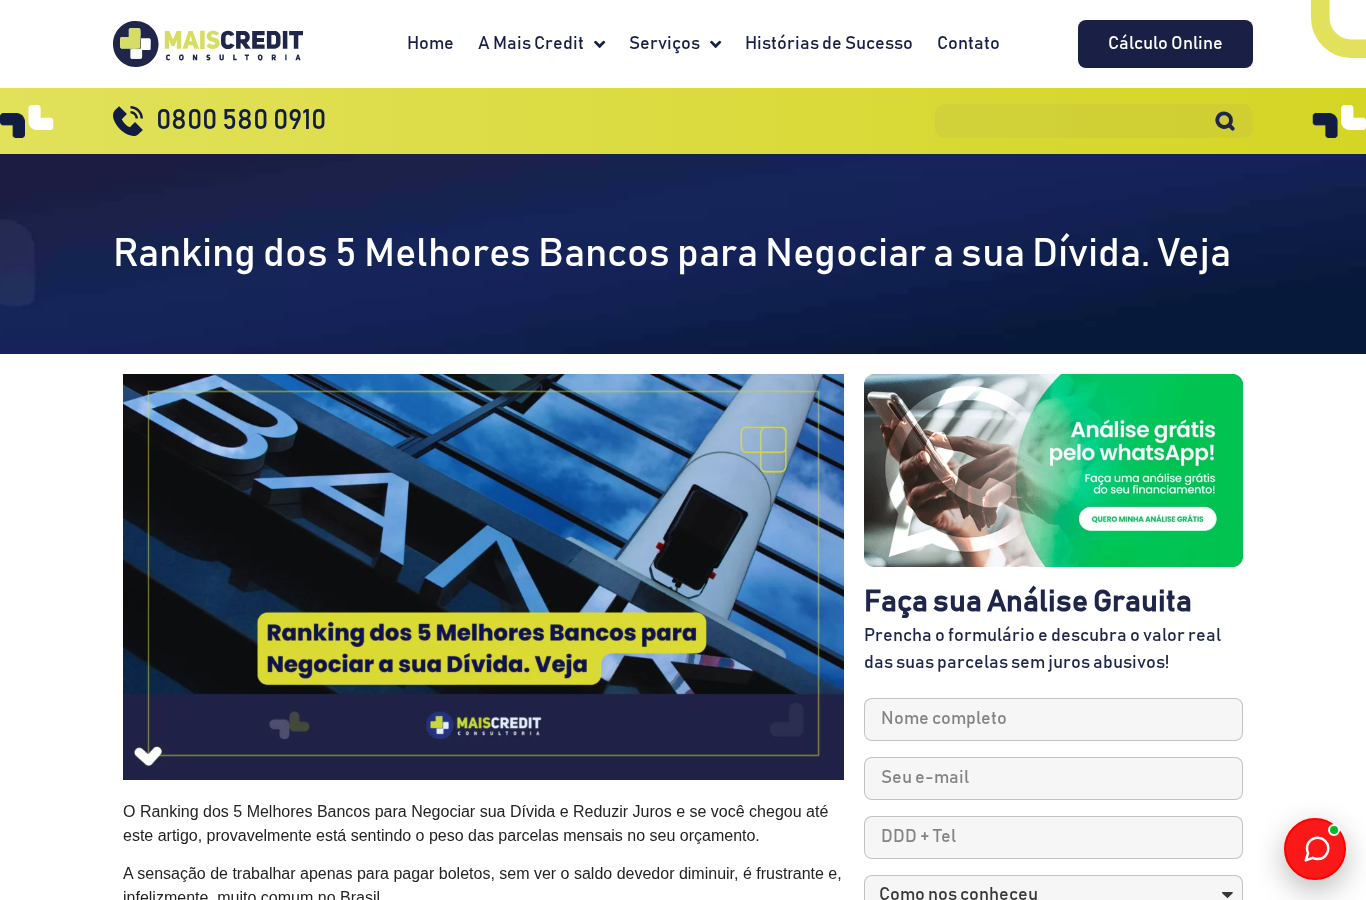 MAISCREDIT
CONSULTORIA
Home
A Mais Credit
Serviços
Histórias de Sucesso
Contato
Cálculo Online
0800 580 0910
Ranking dos 5 Melhores Bancos para Negociar a sua Dívida. Veja
BANK
Ranking dos 5 Melhores Bancos para
Negociar a sua Dívida. Veja
MAISCREDIT
CONSULTORIA
O Ranking dos 5 Melhores Bancos para Negociar sua Dívida e Reduzir Juros e se você chegou até
este artigo, provavelmente está sentindo o peso das parcelas mensais no seu orçamento.
A sensação de trabalhar apenas para pagar boletos, sem ver o saldo devedor diminuir, é frustrante e,
infelizmente, muito comum no Brasil.
Análise grátis
pelo whatsApp!
Faça uma análise grátis
do seu financiamento!
QUERO MINHA ANÁLISE GRÁTIS
Faça sua Análise Grauita
Prencha o formulário e descubra o valor real
das suas parcelas sem juros abusivos!
Nome completo
Seu e-mail
DDD + Tel
Como nos conheceu